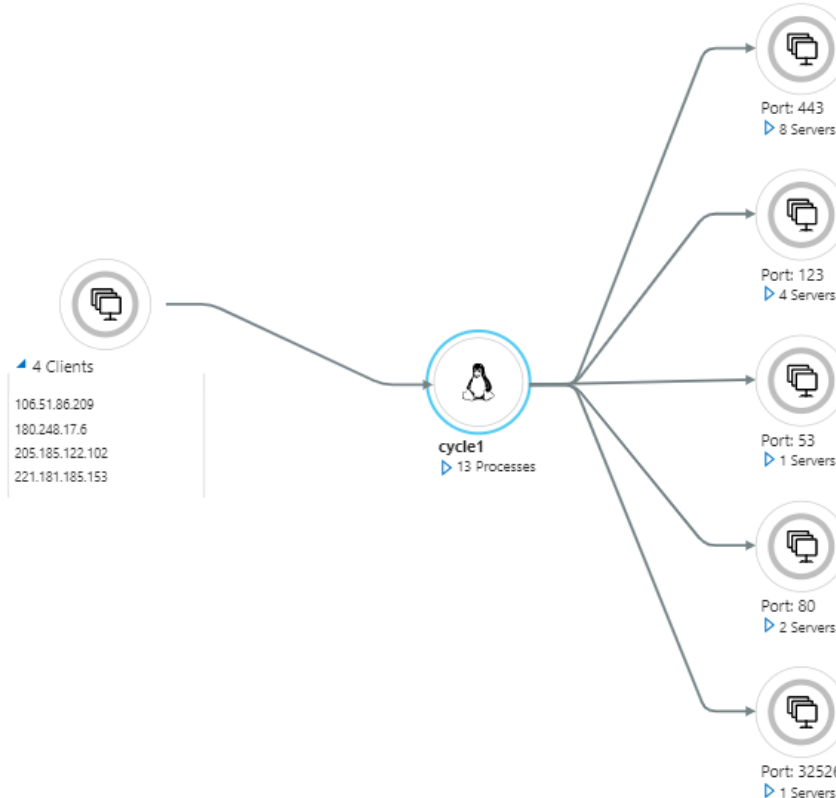 Port: 443
8 Servers
Port: 123
4 Servers
4 Clients
106.51.86.209
180.248.17.6
205.185.122.102
221.181.185.153
cycle1
13 Processes
Port: 53
1 Servers
Port: 80
2 Servers
Port: 32526
1 Servers